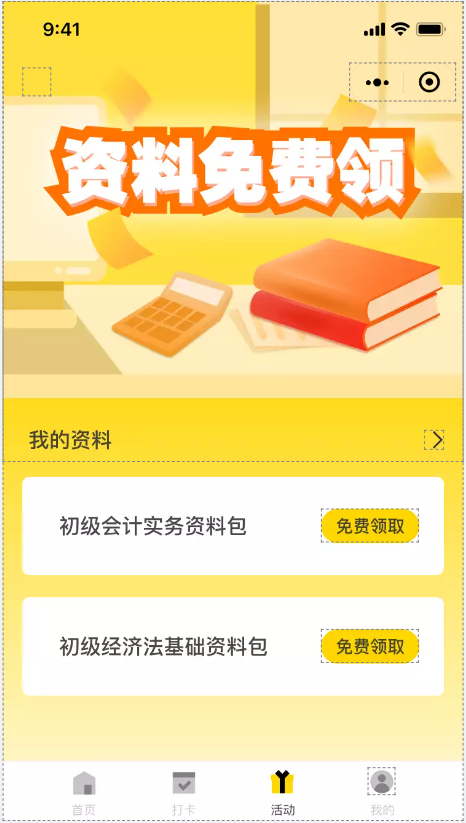 9:41
资料免费领
我的资料
初级会计实务资料包
免费领取
初级经济法基础资料包
免费领取
首页
打卡
活动
我的